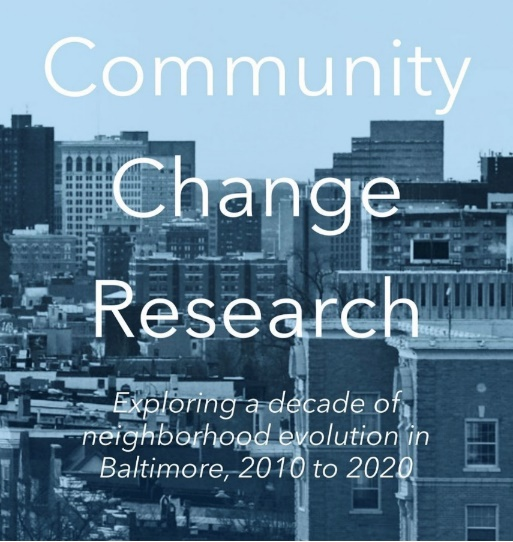 Community
Change
Research
Exploring a decade of
neighborhood evolution in
Baltimore, 2010 to 2020